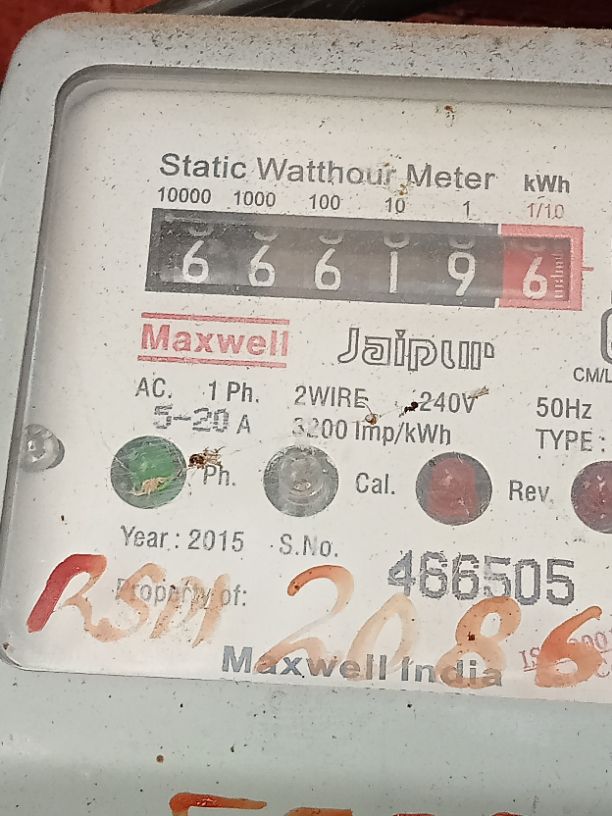 Static Watthour Meter kWh
10000 1000 100 10 1 1/10
6 6 6 1 9 6
Maxwell Jaipur
CM/L
AC. 1 Ph. 2WIRE 240V 50Hz
5-20 A 3200 Imp/kWh TYPE :
Ph. Cal. Rev.
Year : 2015 S.No. 466505
Property of:
RSM 2086
Maxwell India